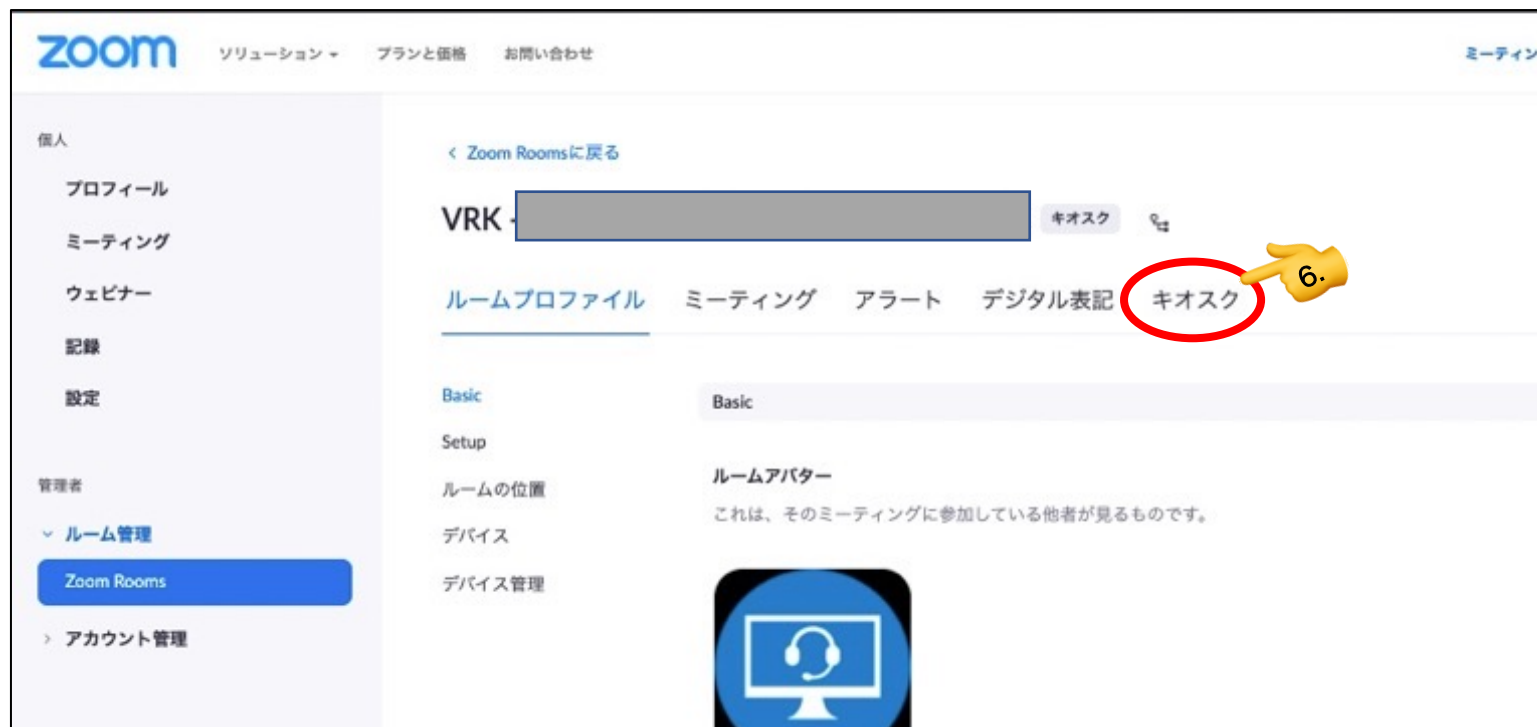 zoom ソリューション プランと価格 お問い合わせ ミーティン
個人
プロフィール
ミーティング
ウェビナー
記録
設定
管理者
ルーム管理
Zoom Rooms
アカウント管理
< Zoom Roomsに戻る
VRK - キオスク
ルームプロファイル ミーティング アラート デジタル表記 キオスク 6.
Basic
Setup
ルームの位置
デバイス
デバイス管理
Basic
ルームアバター
これは、そのミーティングに参加している他者が見るものです。